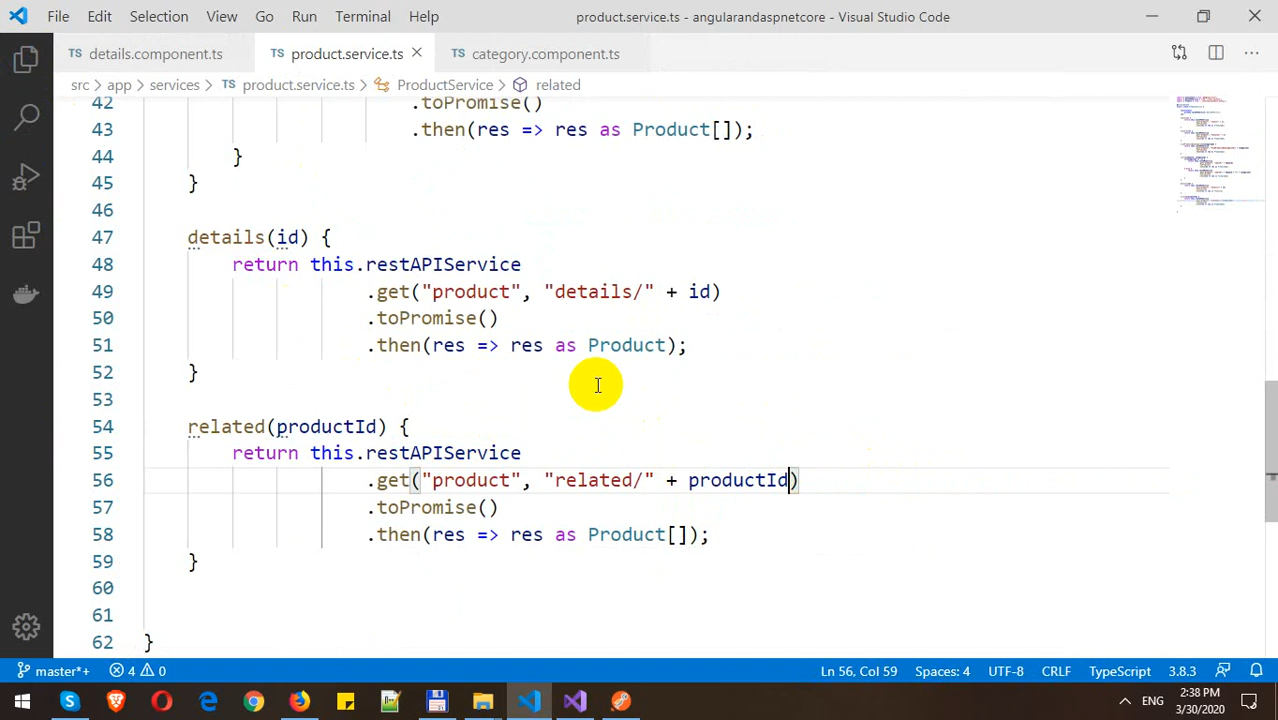 File Edit Selection View Go Run Terminal Help product.service.ts - angularandaspnetcore - Visual Studio Code
TS details.component.ts TS product.service.ts TS category.component.ts
src > app > services > TS product.service.ts > ProductService > related
42 .toPromise()
43 .then(res => res as Product[]);
44 }
45 }
46
47 details(id) {
48 return this.restAPIService
49 .get("product", "details/" + id)
50 .toPromise()
51 .then(res => res as Product);
52 }
53
54 related(productId) {
55 return this.restAPIService
56 .get("product", "related/" + productId)
57 .toPromise()
58 .then(res => res as Product[]);
59 }
60
61
62 }
master*+ 4 0 Ln 56, Col 59 Spaces: 4 UTF-8 CRLF TypeScript 3.8.3
ENG 2:38 PM
3/30/2020